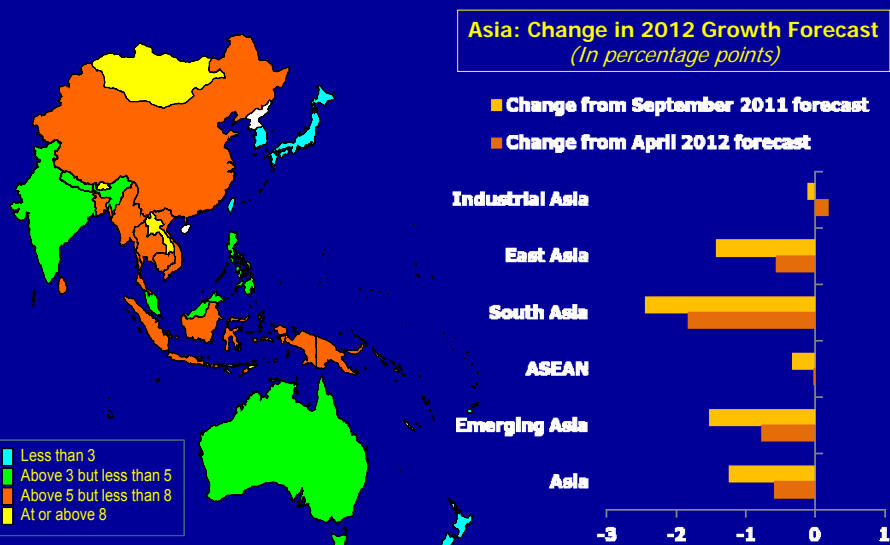 Asia: Change in 2012 Growth Forecast
(In percentage points)
Change from September 2011 forecast
Change from April 2012 forecast
Industrial Asia
East Asia
South Asia
ASEAN
Emerging Asia
Asia
-3 -2 -1 0 1
Less than 3
Above 3 but less than 5
Above 5 but less than 8
At or above 8